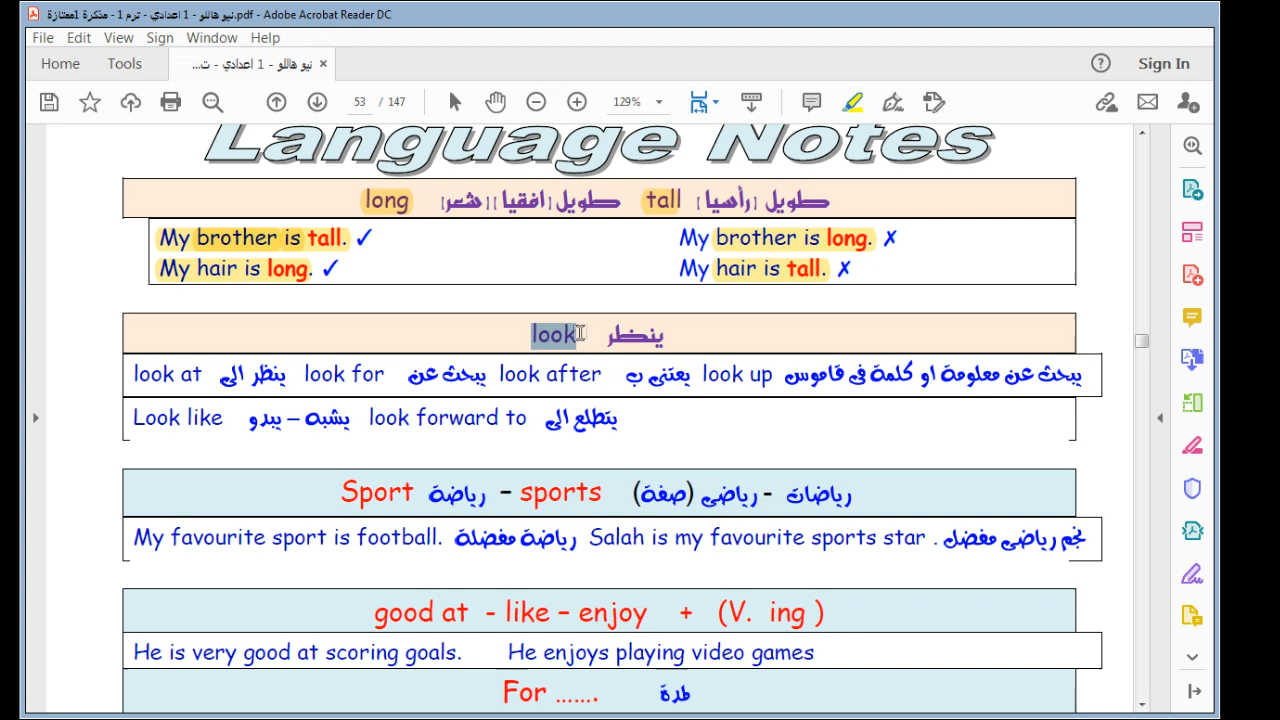 نيو هاللو - 1 اعدادي - ترم 1 - مذكرة 1ممتازة.pdf - Adobe Acrobat Reader DC
File Edit View Sign Window Help
Home Tools نيو هاللو - 1 اعدادي - ت... × Sign In
53 / 147 129%
Language Notes
long طويل [افقيا] [شعر] tall طويل [رأسيا]
My brother is tall. ✓ My brother is long. ✗
My hair is long. ✓ My hair is tall. ✗
look ينظر
look at ينظر الى look for يبحث عن look after يعتنى ب look up يبحث عن معلومة او كلمة فى قاموس
Look like يشبه – يبدو look forward to يتطلع الى
Sport رياضة – sports رياضات - رياضى (صفة)
My favourite sport is football. رياضة مفضلة Salah is my favourite sports star . نجم رياضى مفضل
good at - like – enjoy + (V. ing )
He is very good at scoring goals. He enjoys playing video games
For ……. لمدة